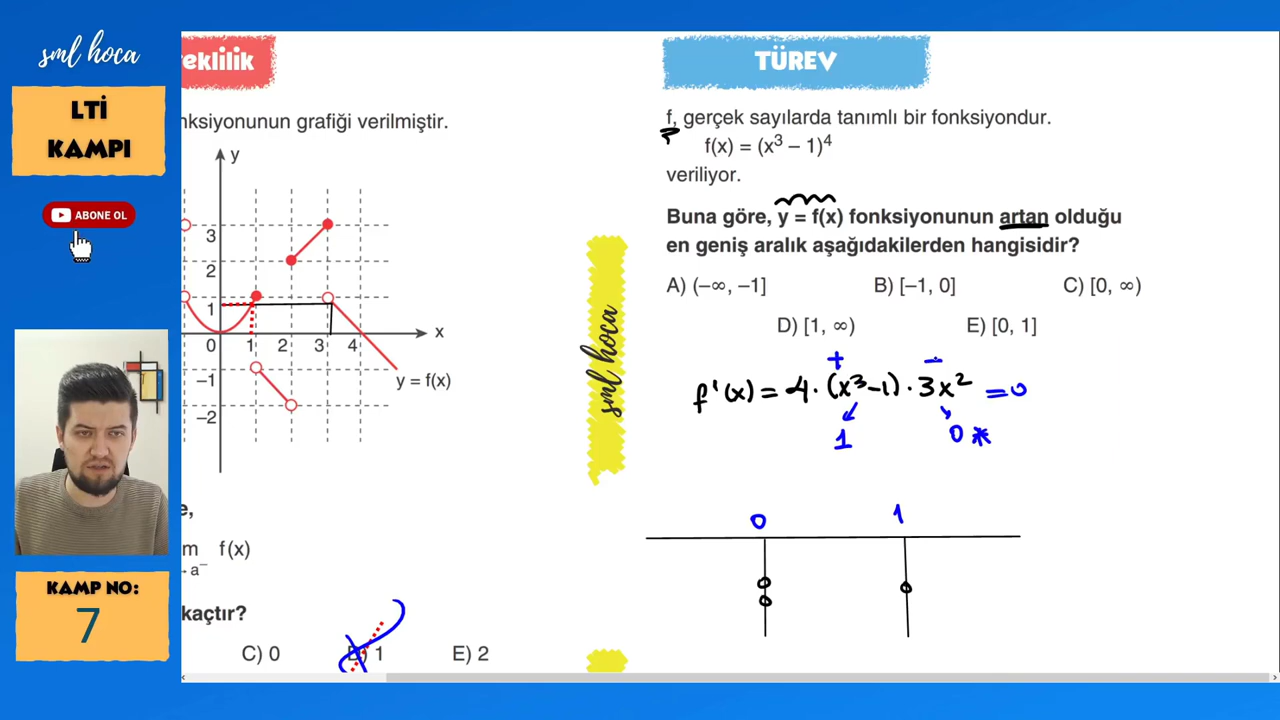 sml hoca
LTİ
KAMPI
ABONE OL
KAMP NO:
7
eklilik
nksiyonunun grafiği verilmiştir.
y
3
2
1
0 1 2 3 4 x
−1
−2
y = f(x)
e,
m f(x)
a⁻
kaçtır?
C) 0 D) 1 E) 2
sml hoca
TÜREV
f, gerçek sayılarda tanımlı bir fonksiyondur.
f(x) = (x³ – 1)⁴
veriliyor.
Buna göre, y = f(x) fonksiyonunun artan olduğu
en geniş aralık aşağıdakilerden hangisidir?
A) (–∞, –1] B) [–1, 0] C) [0, ∞)
D) [1, ∞) E) [0, 1]
+ −
f'(x) = 4 · (x³ −1) · 3x² = 0
1 0 *
0 1